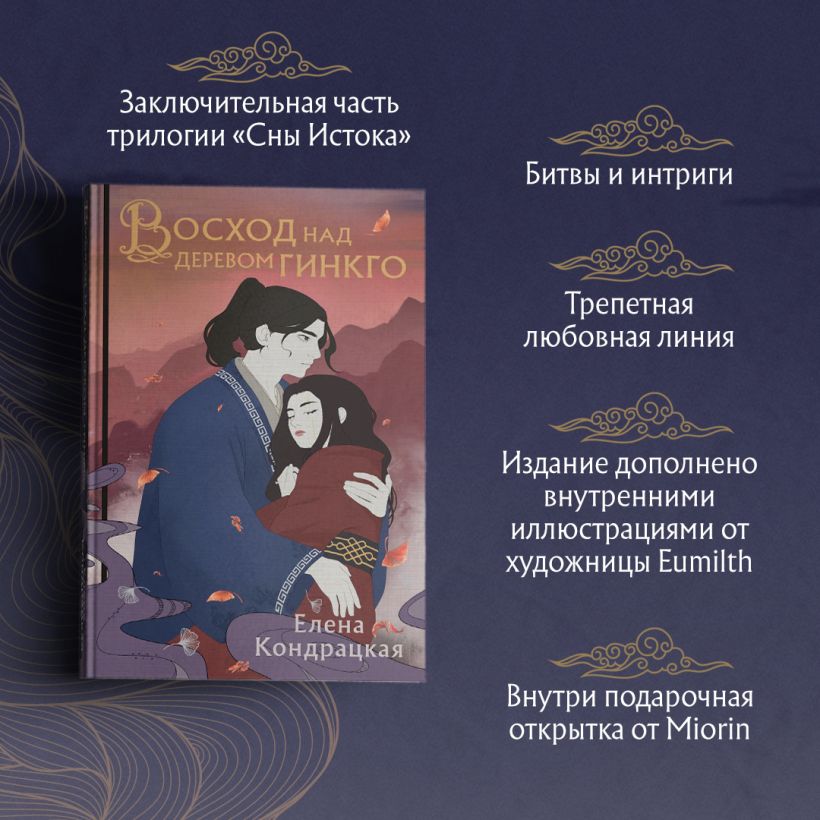 Заключительная часть
трилогии «Сны Истока»
Восход над
деревом гинкго
Елена
Кондрацкая
Битвы и интриги
Трепетная
любовная линия
Издание дополнено
внутренними
иллюстрациями от
художницы Eumilth
Внутри подарочная
открытка от Miorin